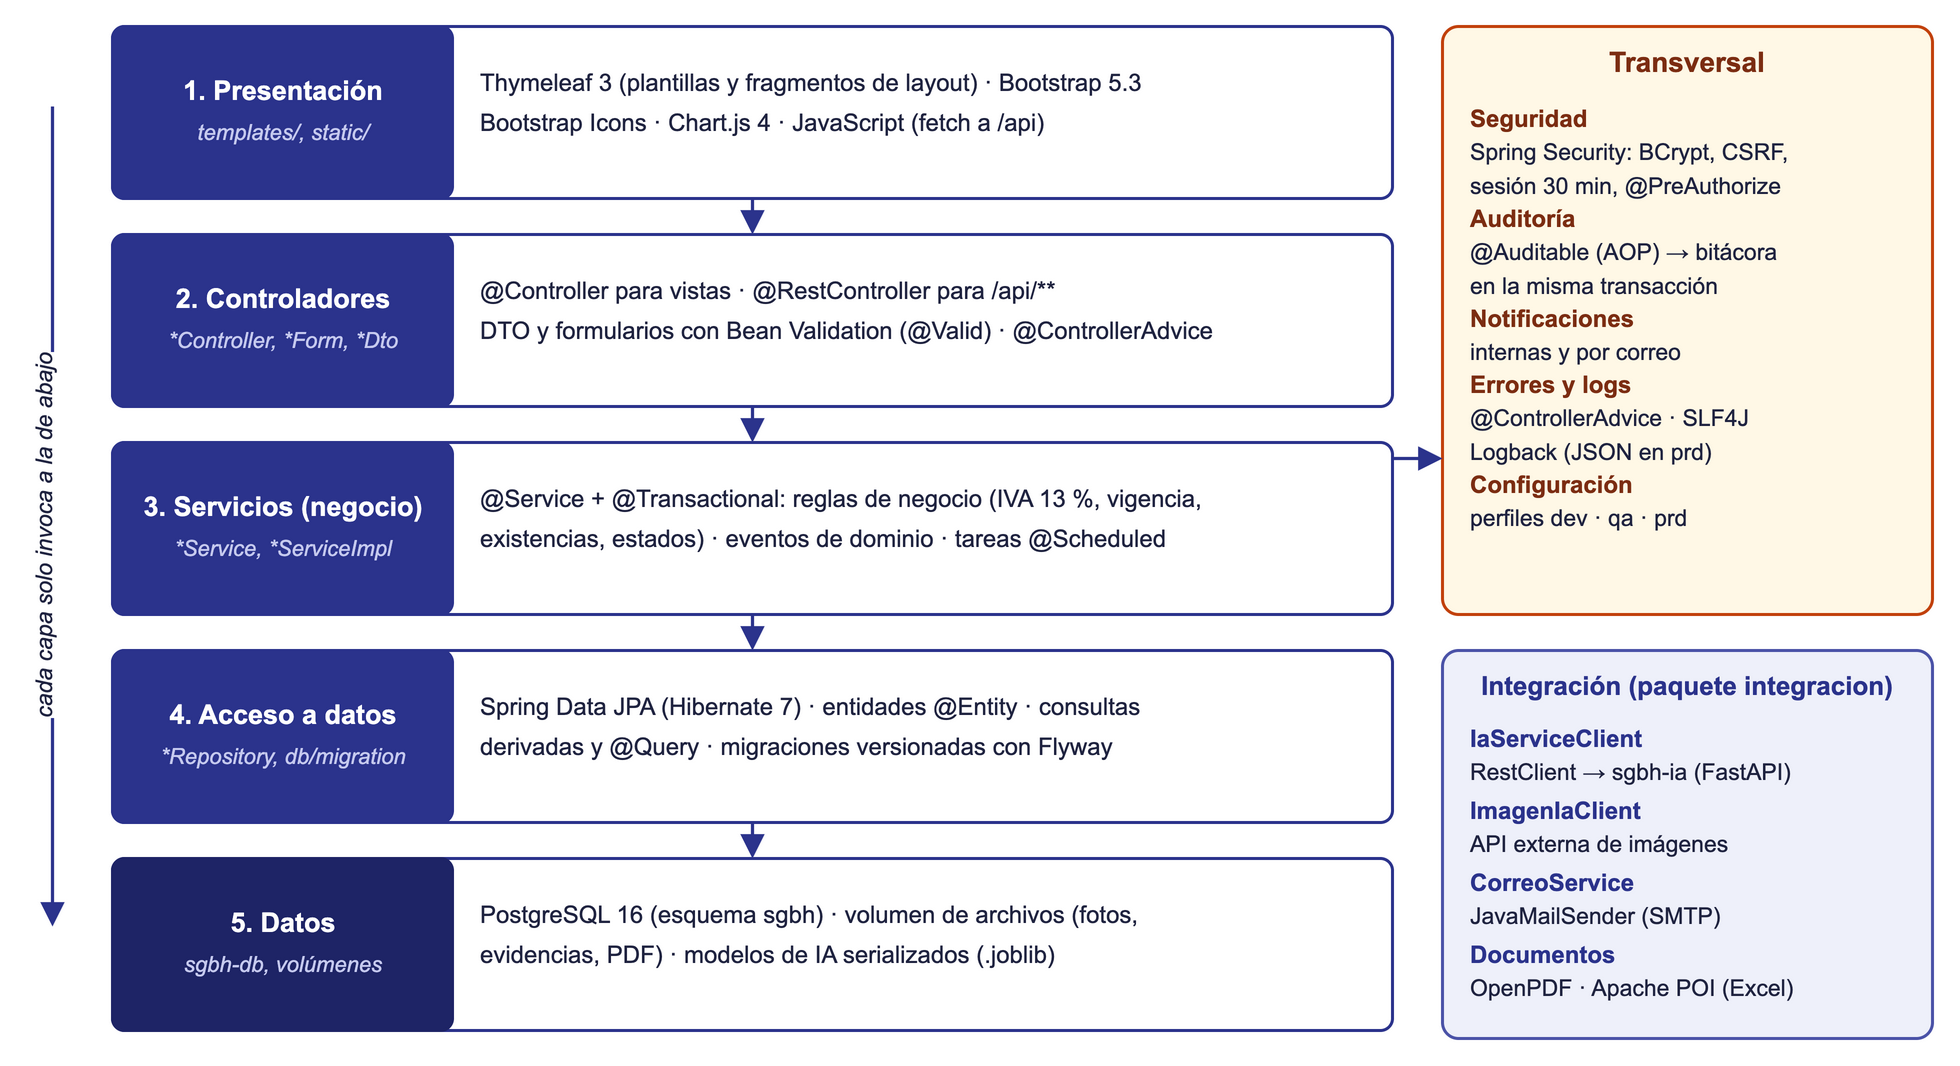 cada capa solo invoca a la de abajo
1. Presentación
templates/, static/
Thymeleaf 3 (plantillas y fragmentos de layout) · Bootstrap 5.3
Bootstrap Icons · Chart.js 4 · JavaScript (fetch a /api)
2. Controladores
*Controller, *Form, *Dto
@Controller para vistas · @RestController para /api/**
DTO y formularios con Bean Validation (@Valid) · @ControllerAdvice
3. Servicios (negocio)
*Service, *ServiceImpl
@Service + @Transactional: reglas de negocio (IVA 13 %, vigencia,
existencias, estados) · eventos de dominio · tareas @Scheduled
4. Acceso a datos
*Repository, db/migration
Spring Data JPA (Hibernate 7) · entidades @Entity · consultas
derivadas y @Query · migraciones versionadas con Flyway
5. Datos
sgbh-db, volúmenes
PostgreSQL 16 (esquema sgbh) · volumen de archivos (fotos,
evidencias, PDF) · modelos de IA serializados (.joblib)
Transversal
Seguridad
Spring Security: BCrypt, CSRF,
sesión 30 min, @PreAuthorize
Auditoría
@Auditable (AOP) → bitácora
en la misma transacción
Notificaciones
internas y por correo
Errores y logs
@ControllerAdvice · SLF4J
Logback (JSON en prd)
Configuración
perfiles dev · qa · prd
Integración (paquete integracion)
IaServiceClient
RestClient → sgbh-ia (FastAPI)
ImagenIaClient
API externa de imágenes
CorreoService
JavaMailSender (SMTP)
Documentos
OpenPDF · Apache POI (Excel)